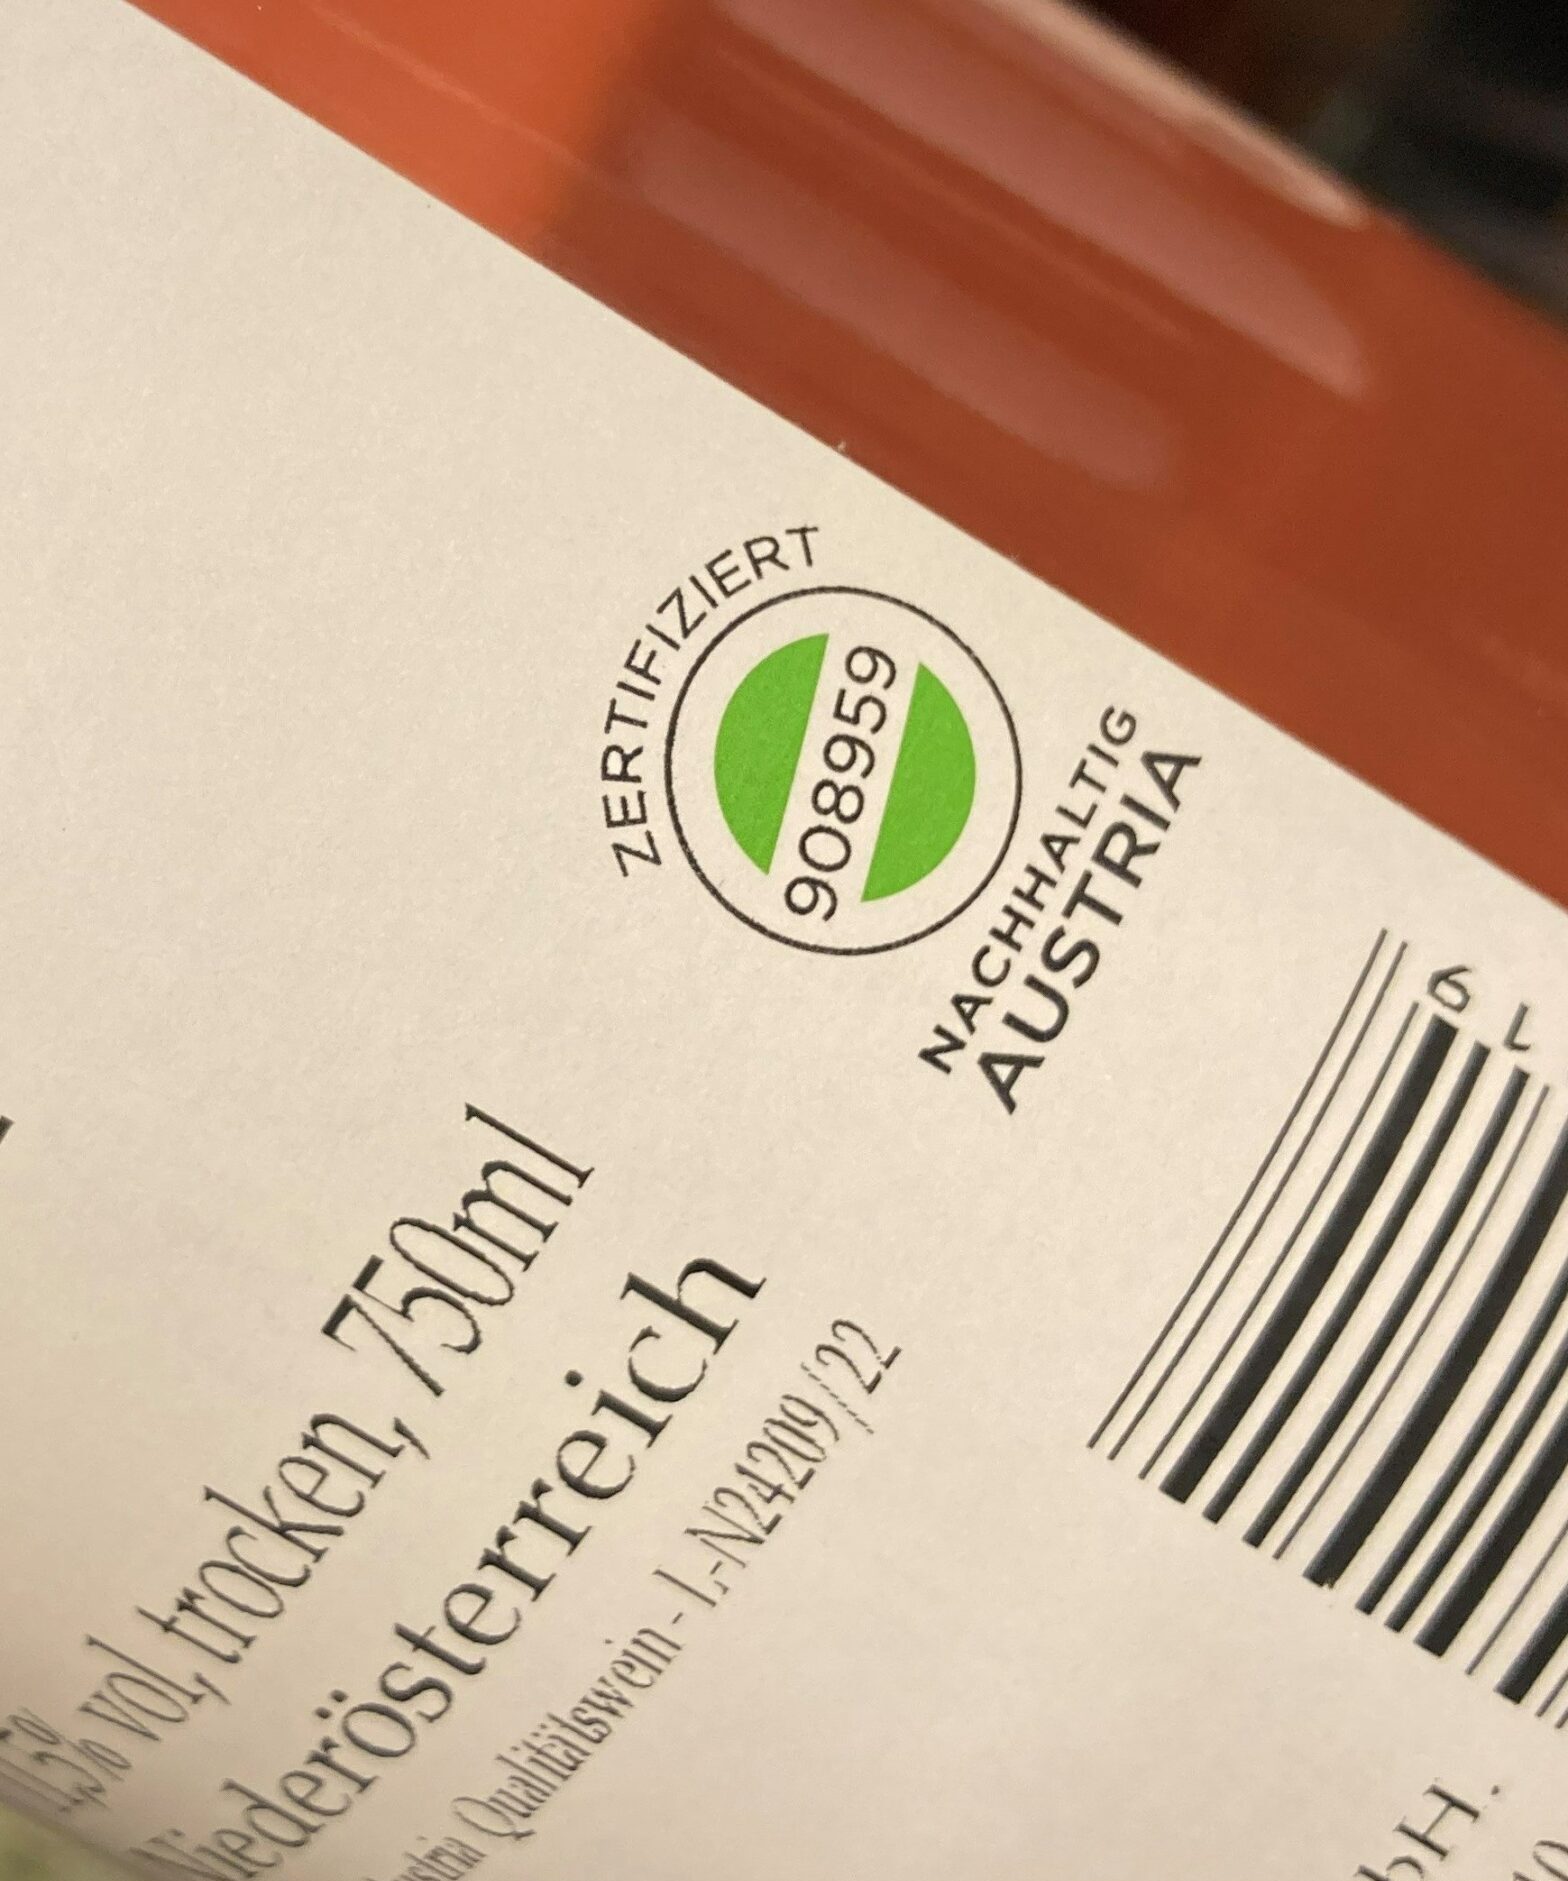 ZERTIFIZIERT
908959
NACHHALTIG
AUSTRIA
vol, trocken, 750ml
Niederösterreich
Qualitätswein - L-N24209/22